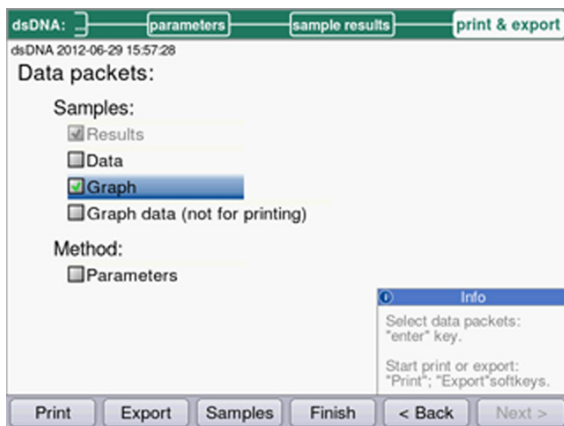 dsDNA: parameters sample results print & export
dsDNA 2012-06-29 15:57:28
Data packets:
Samples:
Results
Data
Graph
Graph data (not for printing)
Method:
Parameters
Info
Select data packets:
"enter" key.
Start print or export:
"Print"; "Export"softkeys.
Print Export Samples Finish < Back Next >